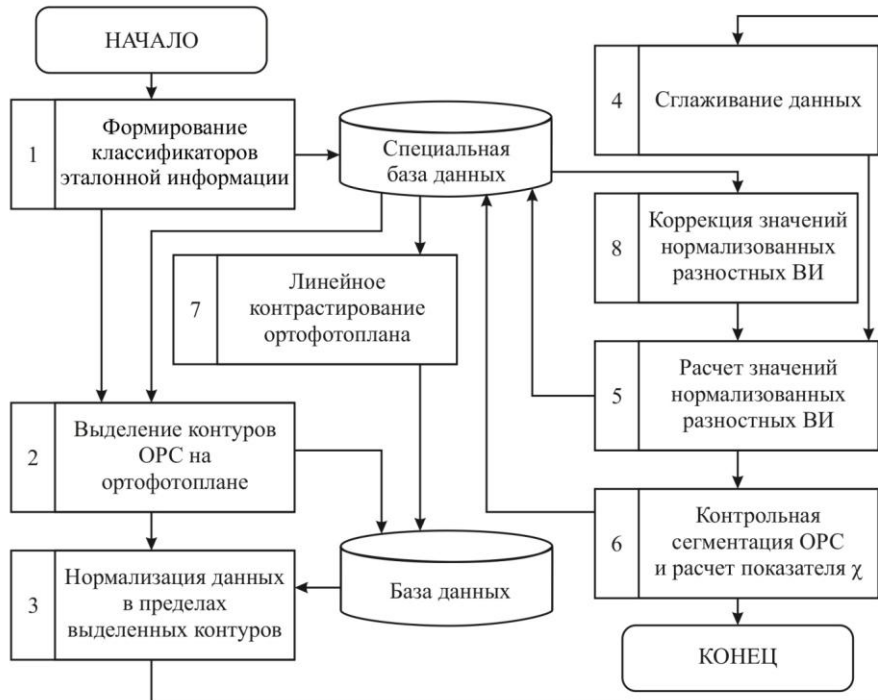 НАЧАЛО
1
Формирование
классификаторов
эталонной информации
Специальная
база данных
4
Сглаживание данных
8
Коррекция значений
нормализованных
разностных ВИ
7
Линейное
контрастирование
ортофотоплана
5
Расчет значений
нормализованных
разностных ВИ
2
Выделение контуров
ОРС на
ортофотоплане
6
Контрольная
сегментация ОРС
и расчет показателя χ
3
Нормализация данных
в пределах
выделенных контуров
База данных
КОНЕЦ